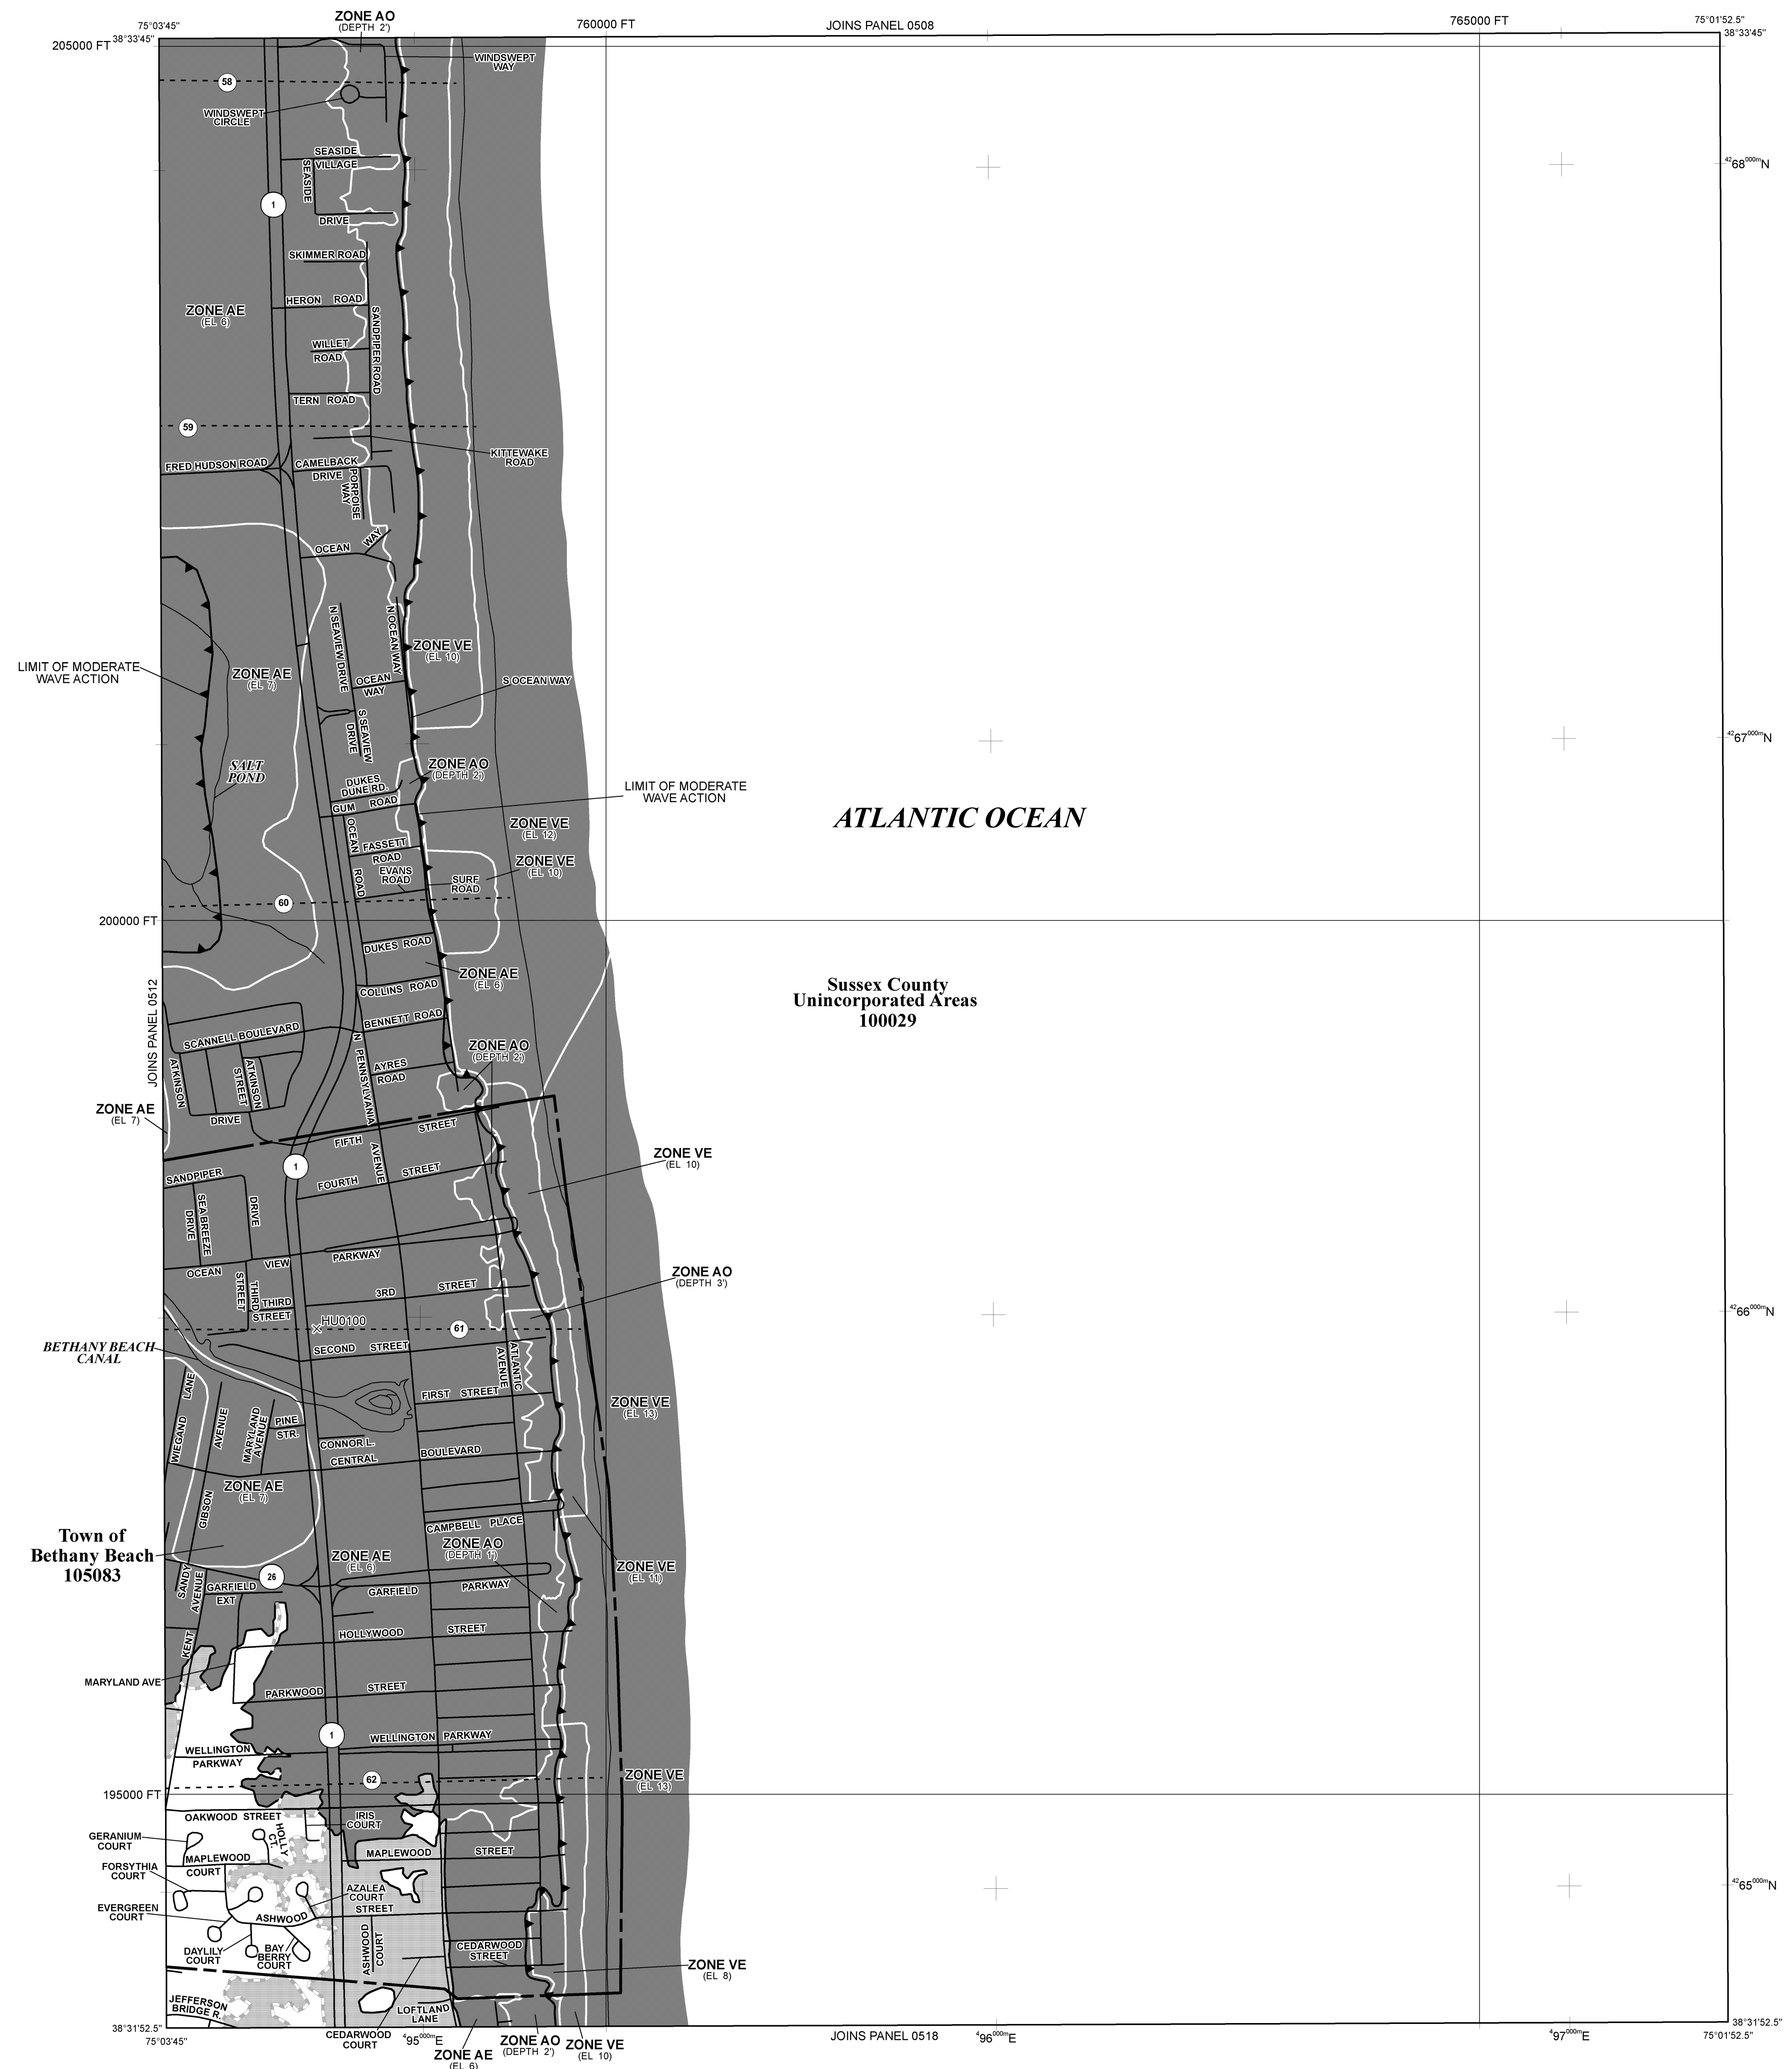 ZONE AO
(DEPTH 2')
75°03'45"
760000 FT
JOINS PANEL 0508
765000 FT
75°01'52.5"
38°33'45"
38°33'45"
205000 FT
WINDSWEPT
WAY
58
WINDSWEPT
CIRCLE
SEASIDE
VILLAGE
SEASIDE
DRIVE
4268000mN
1
SKIMMER ROAD
HERON ROAD
ZONE AE
(EL 6)
SANDPIPER ROAD
WILLET
ROAD
TERN ROAD
59
KITTEWAKE
ROAD
FRED HUDSON ROAD
CAMELBACK
DRIVE
PORPOISE
WAY
OCEAN WAY
N SEAVIEW DRIVE
N OCEAN WAY
ZONE VE
(EL 10)
LIMIT OF MODERATE
WAVE ACTION
ZONE AE
(EL 7)
OCEAN
WAY
S OCEAN WAY
S SEAVIEW
DRIVE
4267000mN
SALT
POND
ZONE AO
(DEPTH 2')
DUKES
DUNE RD.
GUM ROAD
LIMIT OF MODERATE
WAVE ACTION
ATLANTIC OCEAN
OCEAN
ROAD
ZONE VE
(EL 12)
FASSETT
ROAD
ZONE VE
(EL 10)
EVANS
ROAD
SURF
ROAD
60
200000 FT
DUKES ROAD
ZONE AE
(EL 6)
COLLINS ROAD
Sussex County
Unincorporated Areas
100029
JOINS PANEL 0512
BENNETT ROAD
SCANNELL BOULEVARD
N PENNSYLVANIA
AVENUE
ZONE AO
(DEPTH 2')
AYRES
ROAD
ATKINSON
DRIVE
ATKINSON
STREET
ZONE AE
(EL 7)
FIFTH STREET
1
ZONE VE
(EL 10)
SANDPIPER
DRIVE
FOURTH STREET
SEA BREEZE
DRIVE
OCEAN VIEW PARKWAY
ZONE AO
(DEPTH 3')
THIRD
STREET
THIRD
STREET
3RD STREET
4266000mN
HU0100
61
BETHANY BEACH
CANAL
SECOND STREET
ATLANTIC
AVENUE
WIEGAND LANE
FIRST STREET
ZONE VE
(EL 13)
GIBSON AVENUE
MARYLAND
AVENUE
PINE
STR.
CONNOR L.
CENTRAL BOULEVARD
ZONE AE
(EL 7)
CAMPBELL PLACE
Town of
Bethany Beach
105083
ZONE AO
(DEPTH 1')
ZONE AE
(EL 6)
ZONE VE
(EL 11)
26
SANDY
AVENUE
GARFIELD
EXT
GARFIELD PARKWAY
KENT
HOLLYWOOD STREET
MARYLAND AVE
PARKWOOD STREET
1
WELLINGTON PARKWAY
WELLINGTON
PARKWAY
62
ZONE VE
(EL 13)
195000 FT
OAKWOOD STREET
IRIS
COURT
GERANIUM
COURT
HOLLY
CT.
MAPLEWOOD STREET
MAPLEWOOD
COURT
FORSYTHIA
COURT
AZALEA
COURT
4265000mN
EVERGREEN
COURT
ASHWOOD STREET
ASHWOOD
COURT
CEDARWOOD
STREET
DAYLILY
COURT
BAY
BERRY
COURT
ZONE VE
(EL 8)
JEFFERSON
BRIDGE R.
LOFTLAND
LANE
38°31'52.5"
38°31'52.5"
75°03'45"
CEDARWOOD
COURT
495000mE
ZONE AE
(EL 6)
ZONE AO
(DEPTH 2')
ZONE VE
(EL 10)
JOINS PANEL 0518
496000mE
497000mE
75°01'52.5"